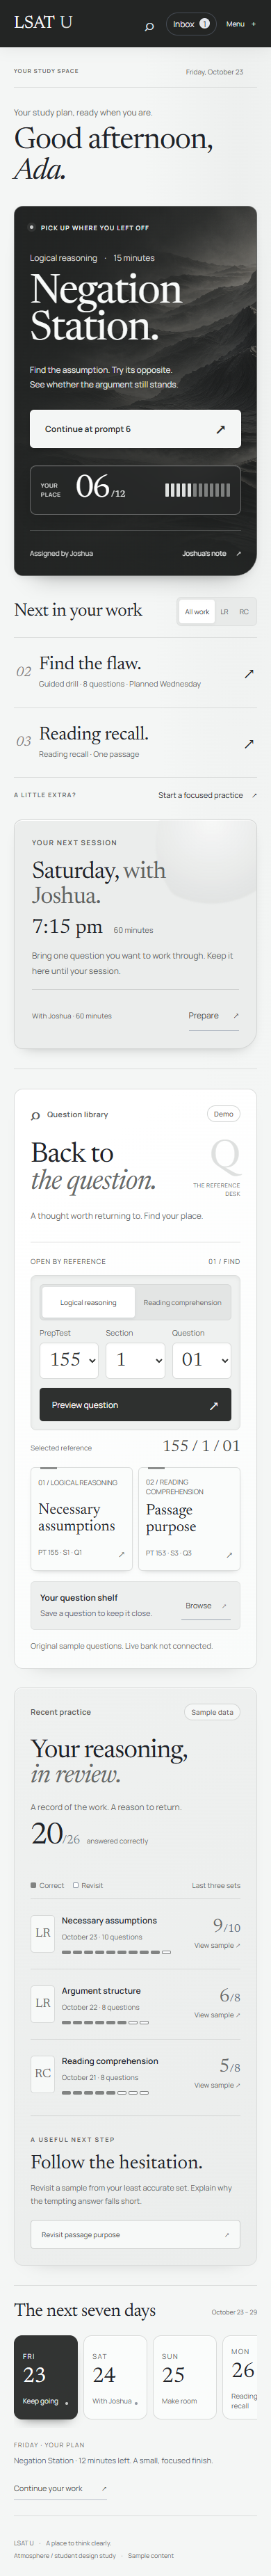 LSAT U
Inbox 1
Menu
YOUR STUDY SPACE
Friday, October 23
Your study plan, ready when you are.
Good afternoon,
Ada.
PICK UP WHERE YOU LEFT OFF
Logical reasoning · 15 minutes
Negation
Station.
Find the assumption. Try its opposite.
See whether the argument still stands.
Continue at prompt 6 ↗
YOUR
PLACE
06/12
Assigned by Joshua
Joshua's note ↗
Next in your work
All work
LR
RC
02
Find the flaw.
Guided drill · 8 questions · Planned Wednesday
↗
03
Reading recall.
Reading recall · One passage
↗
A LITTLE EXTRA?
Start a focused practice ↗
YOUR NEXT SESSION
Saturday, with
Joshua.
7:15 pm 60 minutes
Bring one question you want to work through. Keep it
here until your session.
With Joshua · 60 minutes
Prepare ↗
Question library
Demo
Back to
the question.
Q
THE REFERENCE
DESK
A thought worth returning to. Find your place.
OPEN BY REFERENCE
01 / FIND
Logical reasoning
Reading comprehension
PrepTest
Section
Question
155
1
01
Preview question ↗
Selected reference
155 / 1 / 01
01 / LOGICAL REASONING
Necessary
assumptions
PT 155 · S1 · Q1 ↗
02 / READING
COMPREHENSION
Passage
purpose
PT 153 · S3 · Q3 ↗
Your question shelf
Save a question to keep it close.
Browse ↗
Original sample questions. Live bank not connected.
Recent practice
Sample data
Your reasoning,
in review.
A record of the work. A reason to return.
20/26 answered correctly
Correct
Revisit
Last three sets
LR
Necessary assumptions
October 23 · 10 questions
9/10
View sample ↗
LR
Argument structure
October 22 · 8 questions
6/8
View sample ↗
RC
Reading comprehension
October 21 · 8 questions
5/8
View sample ↗
A USEFUL NEXT STEP
Follow the hesitation.
Revisit a sample from your least accurate set. Explain why
the tempting answer falls short.
Revisit passage purpose ↗
The next seven days
October 23 – 29
FRI
23
Keep going
SAT
24
With Joshua
SUN
25
Make room
MON
26
Reading
recall
FRIDAY · YOUR PLAN
Negation Station · 12 minutes left. A small, focused finish.
Continue your work ↗
LSAT U · A place to think clearly.
Atmosphere / student design study · Sample content